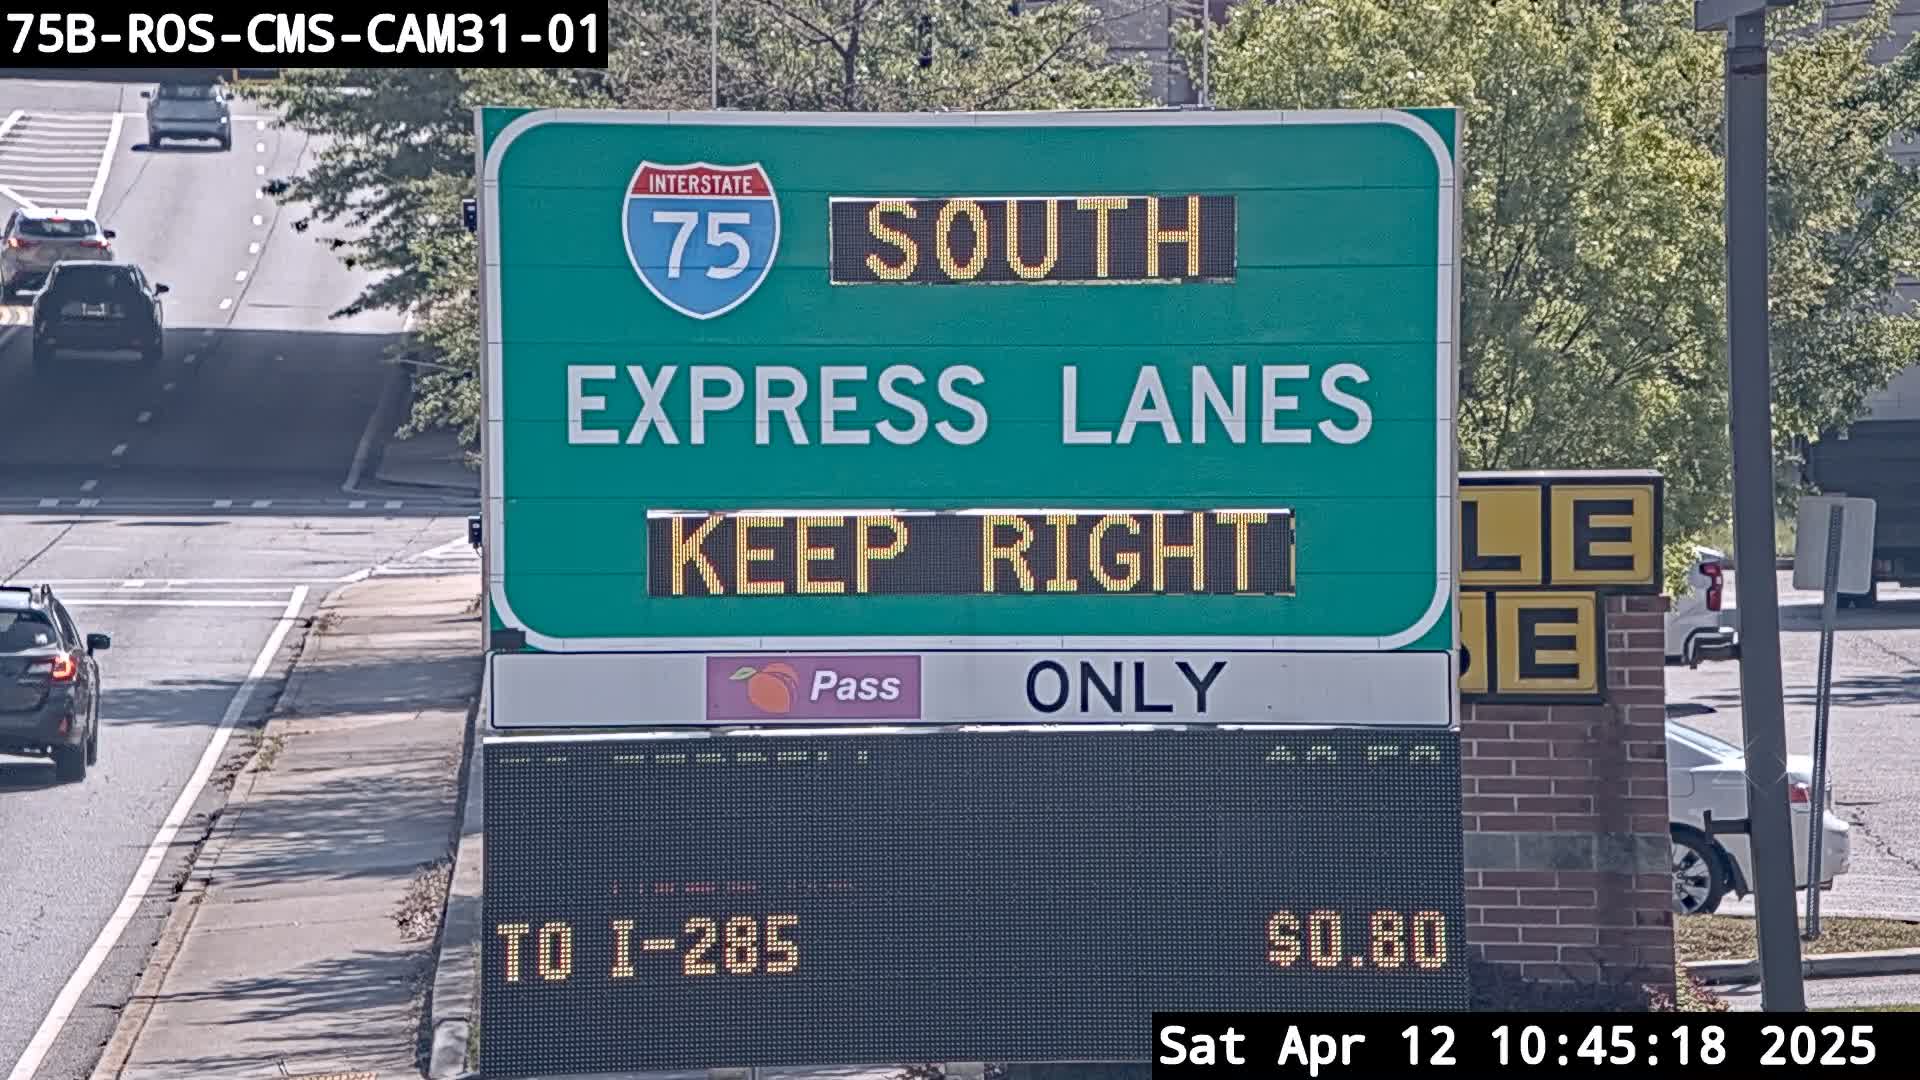 75B-ROS-CMS-CAM31-01
INTERSTATE
75
SOUTH
EXPRESS LANES
KEEP RIGHT
Pass ONLY
TO I-285 $0.80
LE
E
Sat Apr 12 10:45:18 2025